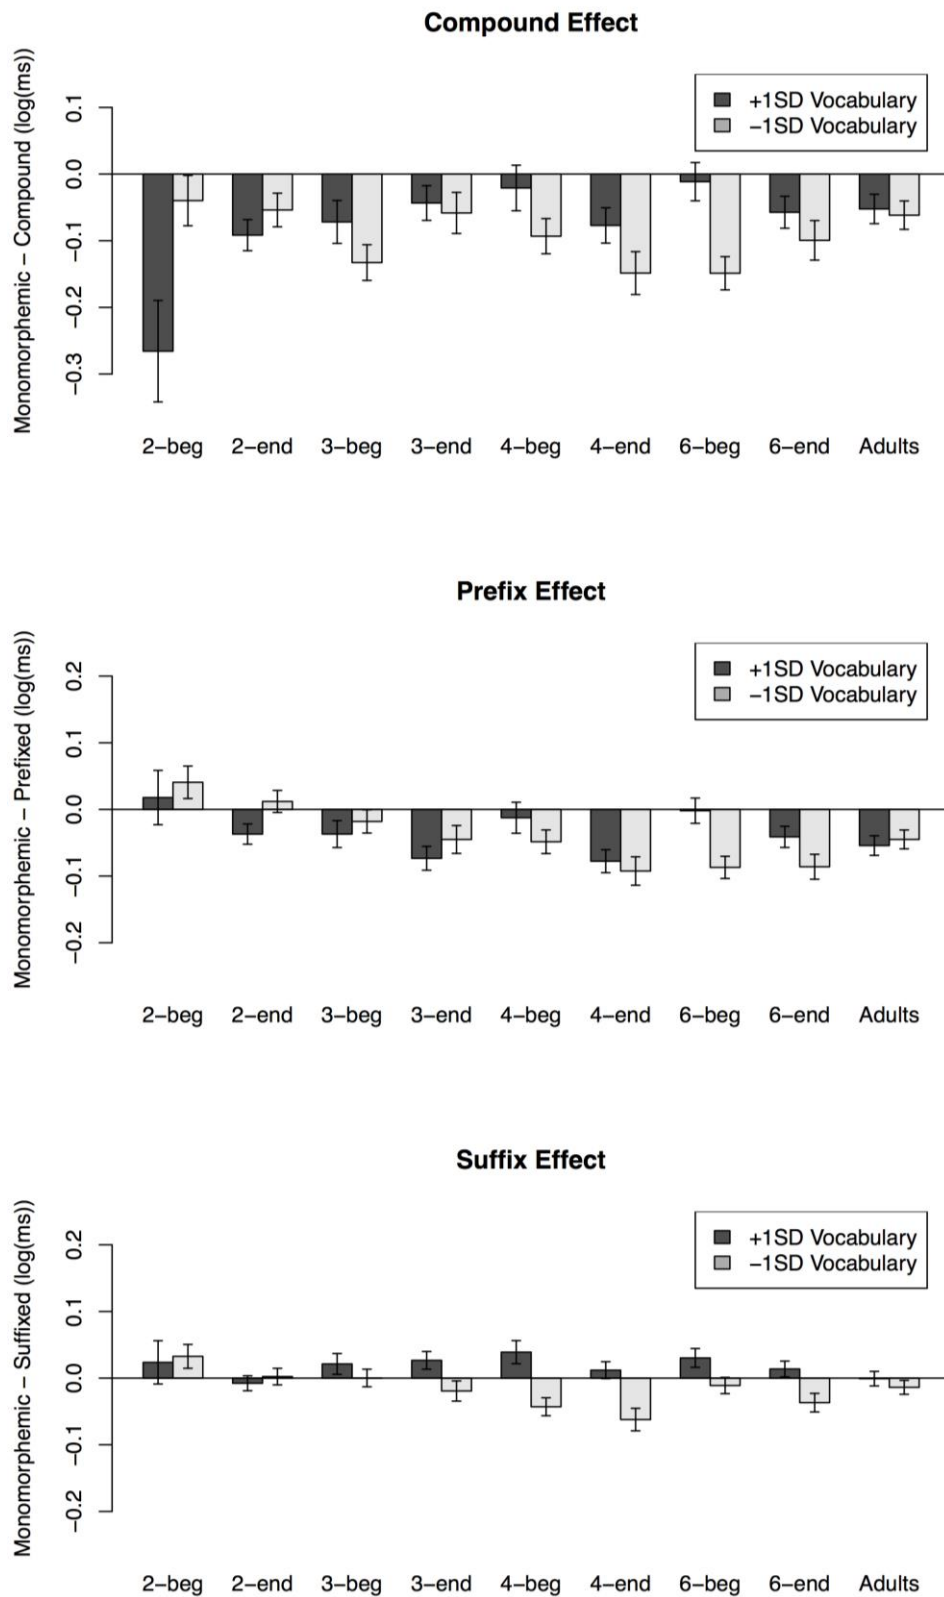 Compound Effect
+1SD Vocabulary
−1SD Vocabulary
Monomorphemic − Compound (log(ms))
0.1
0.0
−0.1
−0.2
−0.3
2−beg 2−end 3−beg 3−end 4−beg 4−end 6−beg 6−end Adults
Prefix Effect
+1SD Vocabulary
−1SD Vocabulary
Monomorphemic − Prefixed (log(ms))
0.2
0.1
0.0
−0.1
−0.2
2−beg 2−end 3−beg 3−end 4−beg 4−end 6−beg 6−end Adults
Suffix Effect
+1SD Vocabulary
−1SD Vocabulary
Monomorphemic − Suffixed (log(ms))
0.2
0.1
0.0
−0.1
−0.2
2−beg 2−end 3−beg 3−end 4−beg 4−end 6−beg 6−end Adults